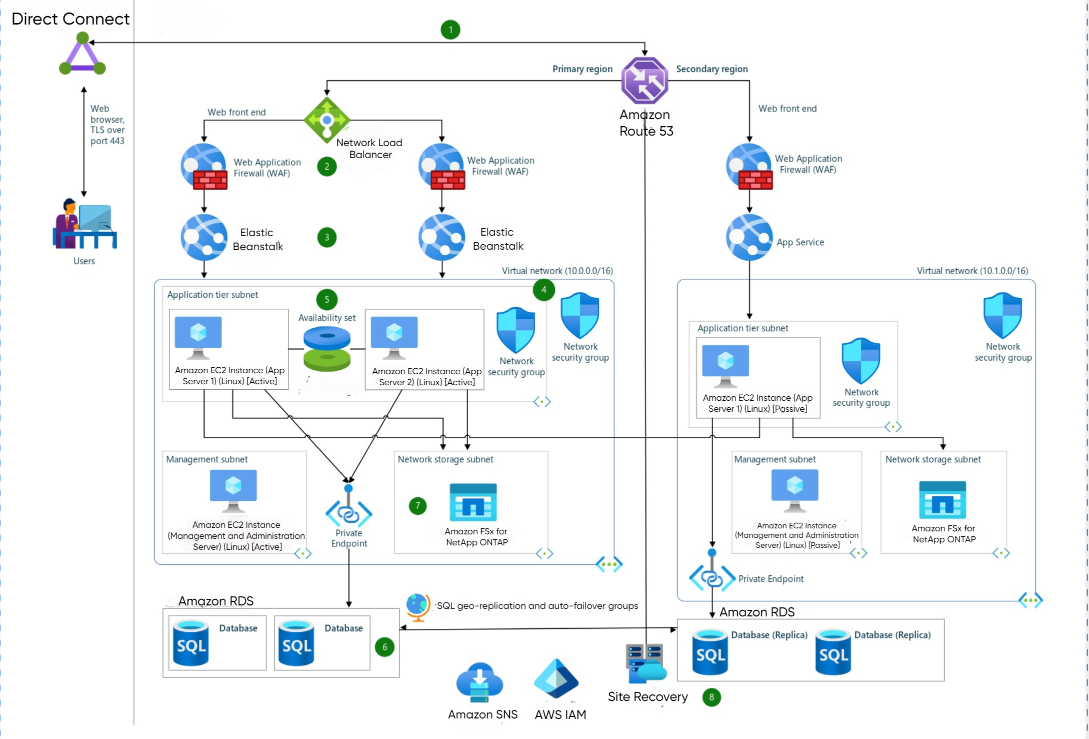 Direct Connect
1
Primary region
Secondary region
Amazon
Route 53
Web
browser,
TLS over
port 443
Users
Web front end
Network Load
Balancer
Web front end
Web Application
Firewall (WAF)
2
Web Application
Firewall (WAF)
Web Application
Firewall (WAF)
Elastic
Beanstalk
3
Elastic
Beanstalk
App Service
Virtual network (10.0.0.0/16)
Virtual network (10.1.0.0/16)
4
Application tier subnet
5
Availability set
Amazon EC2 Instance (App
Server 1) (Linux) [Active]
Amazon EC2 Instance (App
Server 2) (Linux) [Active]
Network
security group
Network
security group
Application tier subnet
Amazon EC2 Instance (App
Server 1) (Linux) [Passive]
Network
security group
Network
security group
Management subnet
Amazon EC2 Instance
(Management and Administration
Server) (Linux) [Active]
Private
Endpoint
Network storage subnet
7
Amazon FSx for
NetApp ONTAP
Management subnet
Amazon EC2 Instance
(Management and Administration
Server) (Linux) [Passive]
Network storage subnet
Amazon FSx for
NetApp ONTAP
Private Endpoint
Amazon RDS
SQL
Database
SQL
Database
6
SQL geo-replication and auto-failover groups
Amazon RDS
SQL
Database (Replica)
SQL
Database (Replica)
Amazon SNS
AWS IAM
Site Recovery
8